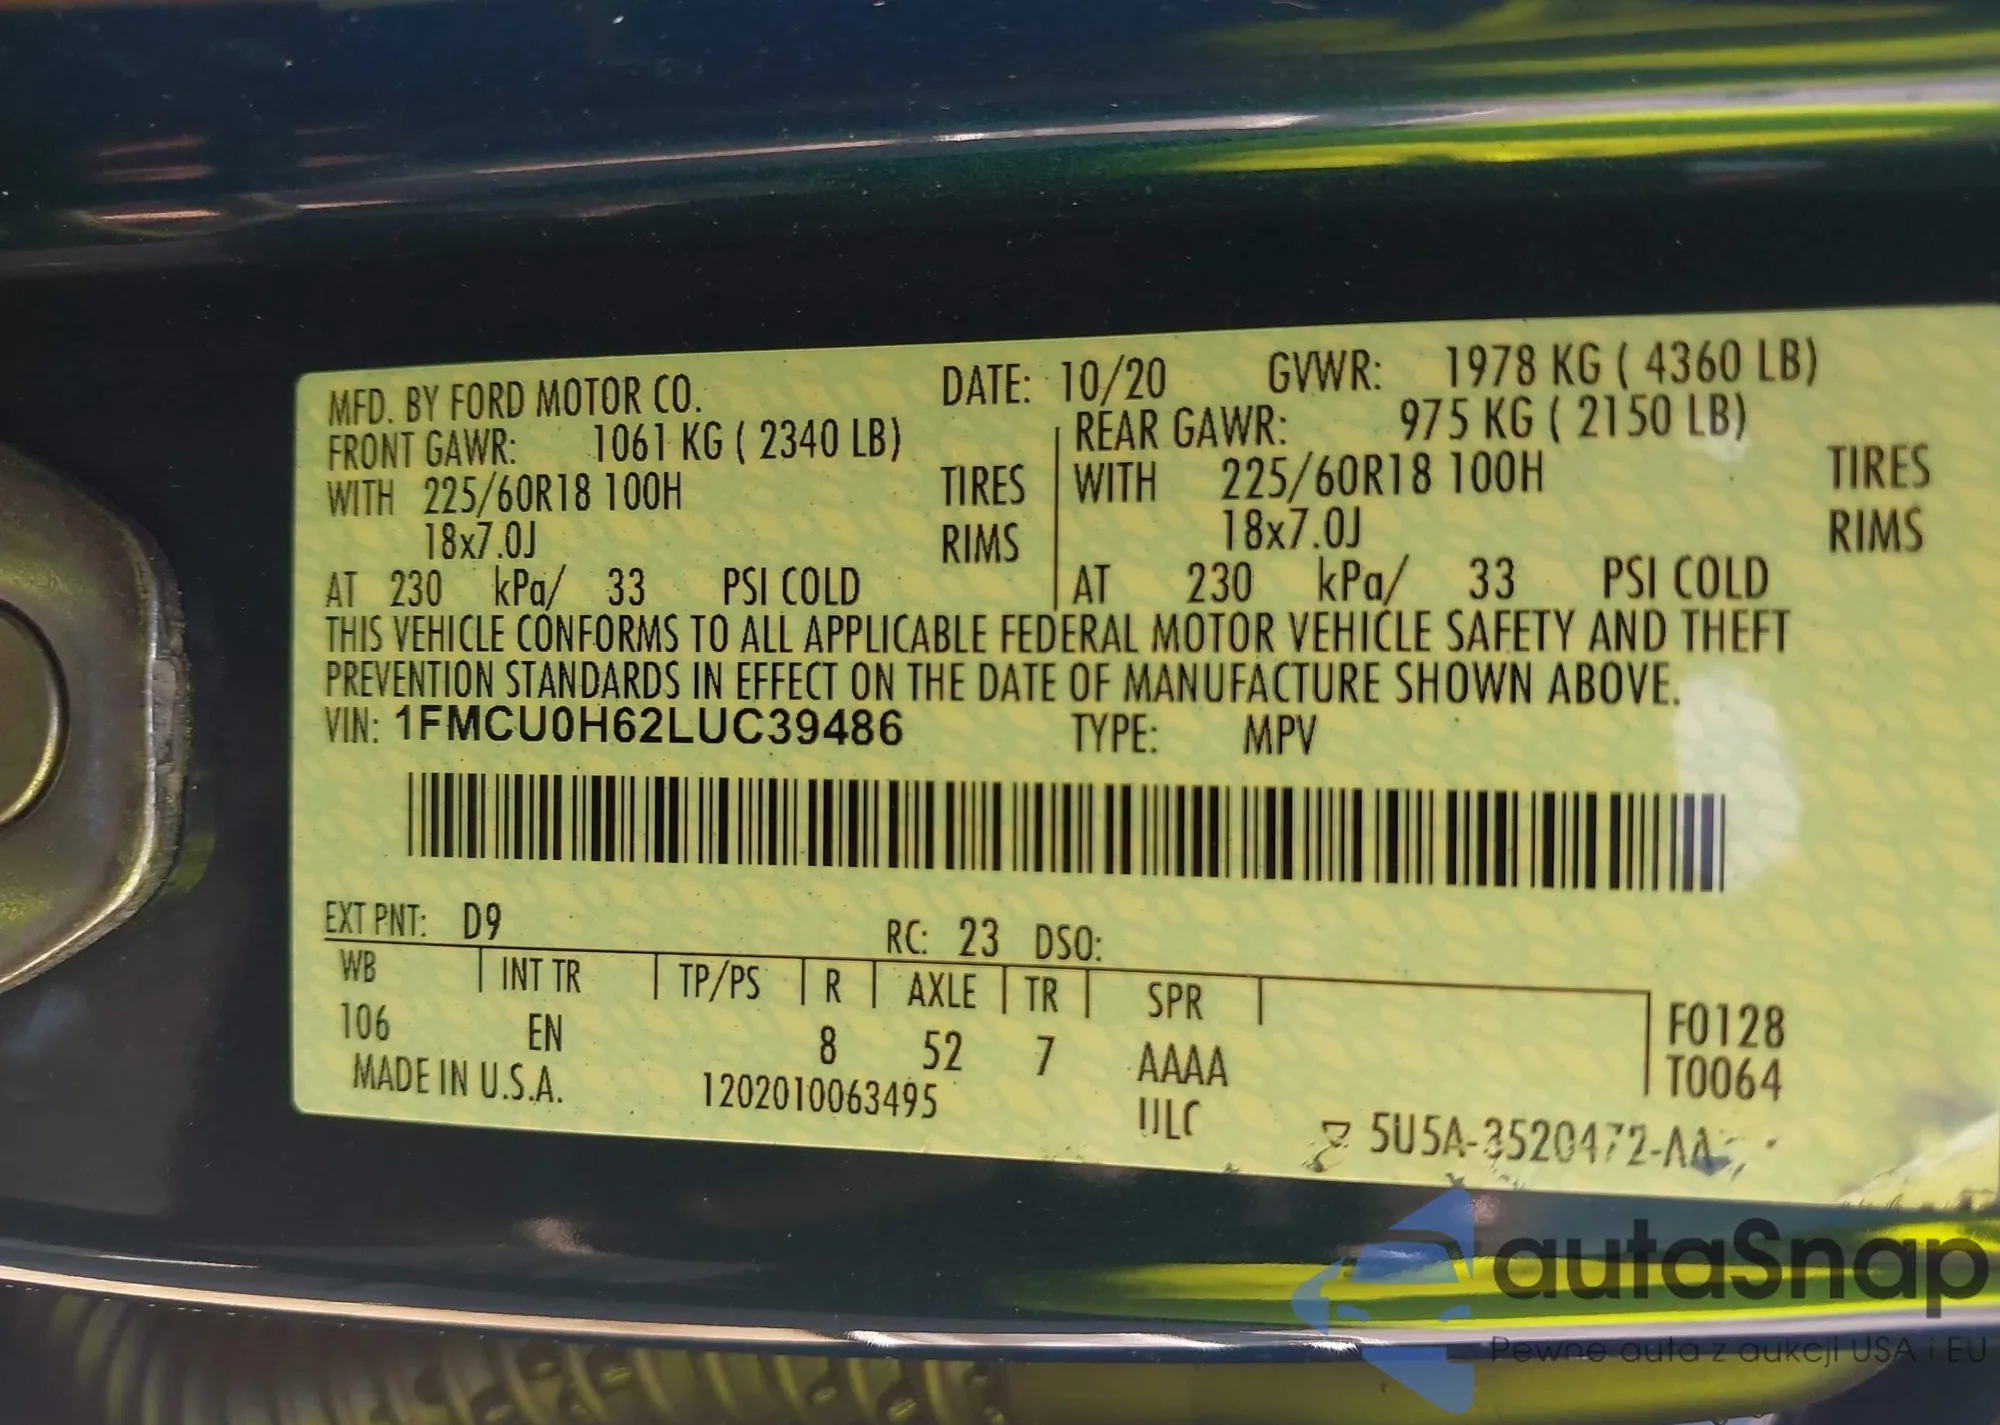 MFD. BY FORD MOTOR CO. DATE: 10/20 GVWR: 1978 KG ( 4360 LB)
FRONT GAWR: 1061 KG ( 2340 LB) REAR GAWR: 975 KG ( 2150 LB)
WITH 225/60R18 100H TIRES WITH 225/60R18 100H TIRES
18x7.0J RIMS 18x7.0J RIMS
AT 230 kPa/ 33 PSI COLD AT 230 kPa/ 33 PSI COLD
THIS VEHICLE CONFORMS TO ALL APPLICABLE FEDERAL MOTOR VEHICLE SAFETY AND THEFT
PREVENTION STANDARDS IN EFFECT ON THE DATE OF MANUFACTURE SHOWN ABOVE.
VIN: 1FMCU0H62LUC39486 TYPE: MPV
EXT PNT: D9 RC: 23 DSO:
WB INT TR TP/PS R AXLE TR SPR
106 EN 8 52 7 AAAA F0128
T0064
MADE IN U.S.A. 1202010063495
5U5A-3520472-AA
autaSnap
Pewne auta z aukcji USA i EU